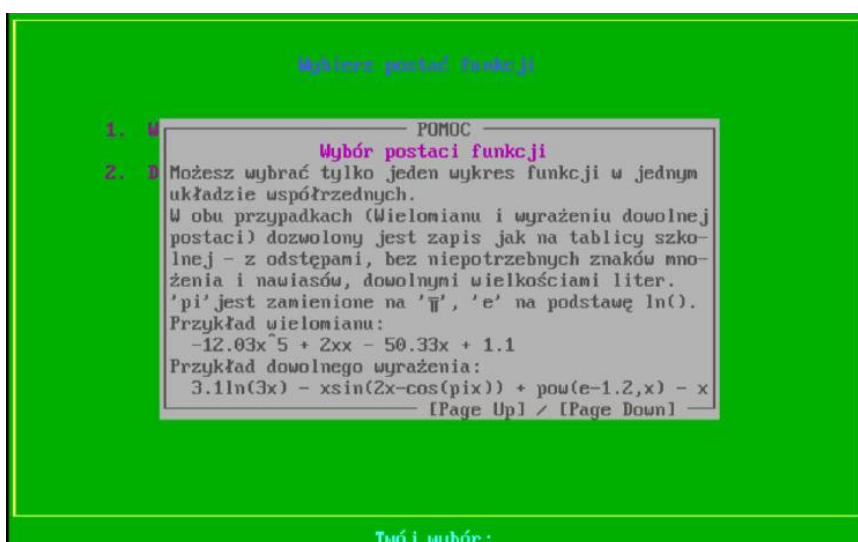 Wybierz postać funkcji
1. W
POMOC
Wybór postaci funkcji
2. D
Możesz wybrać tylko jeden wykres funkcji w jednym
układzie współrzednych.
W obu przypadkach (Wielomianu i wyrażeniu dowolnej
postaci) dozwolony jest zapis jak na tablicy szko-
lnej - z odstępami, bez niepotrzebnych znaków mno-
żenia i nawiasów, dowolnymi wielkościami liter.
'pi'jest zamienione na 'π', 'e' na podstawę ln().
Przykład wielomianu:
-12.03x^5 + 2xx - 50.33x + 1.1
Przykład dowolnego wyrażenia:
3.1ln(3x) - xsin(2x-cos(pix)) + pow(e-1.2,x) - x
[Page Up] / [Page Down]
Twój wybór: